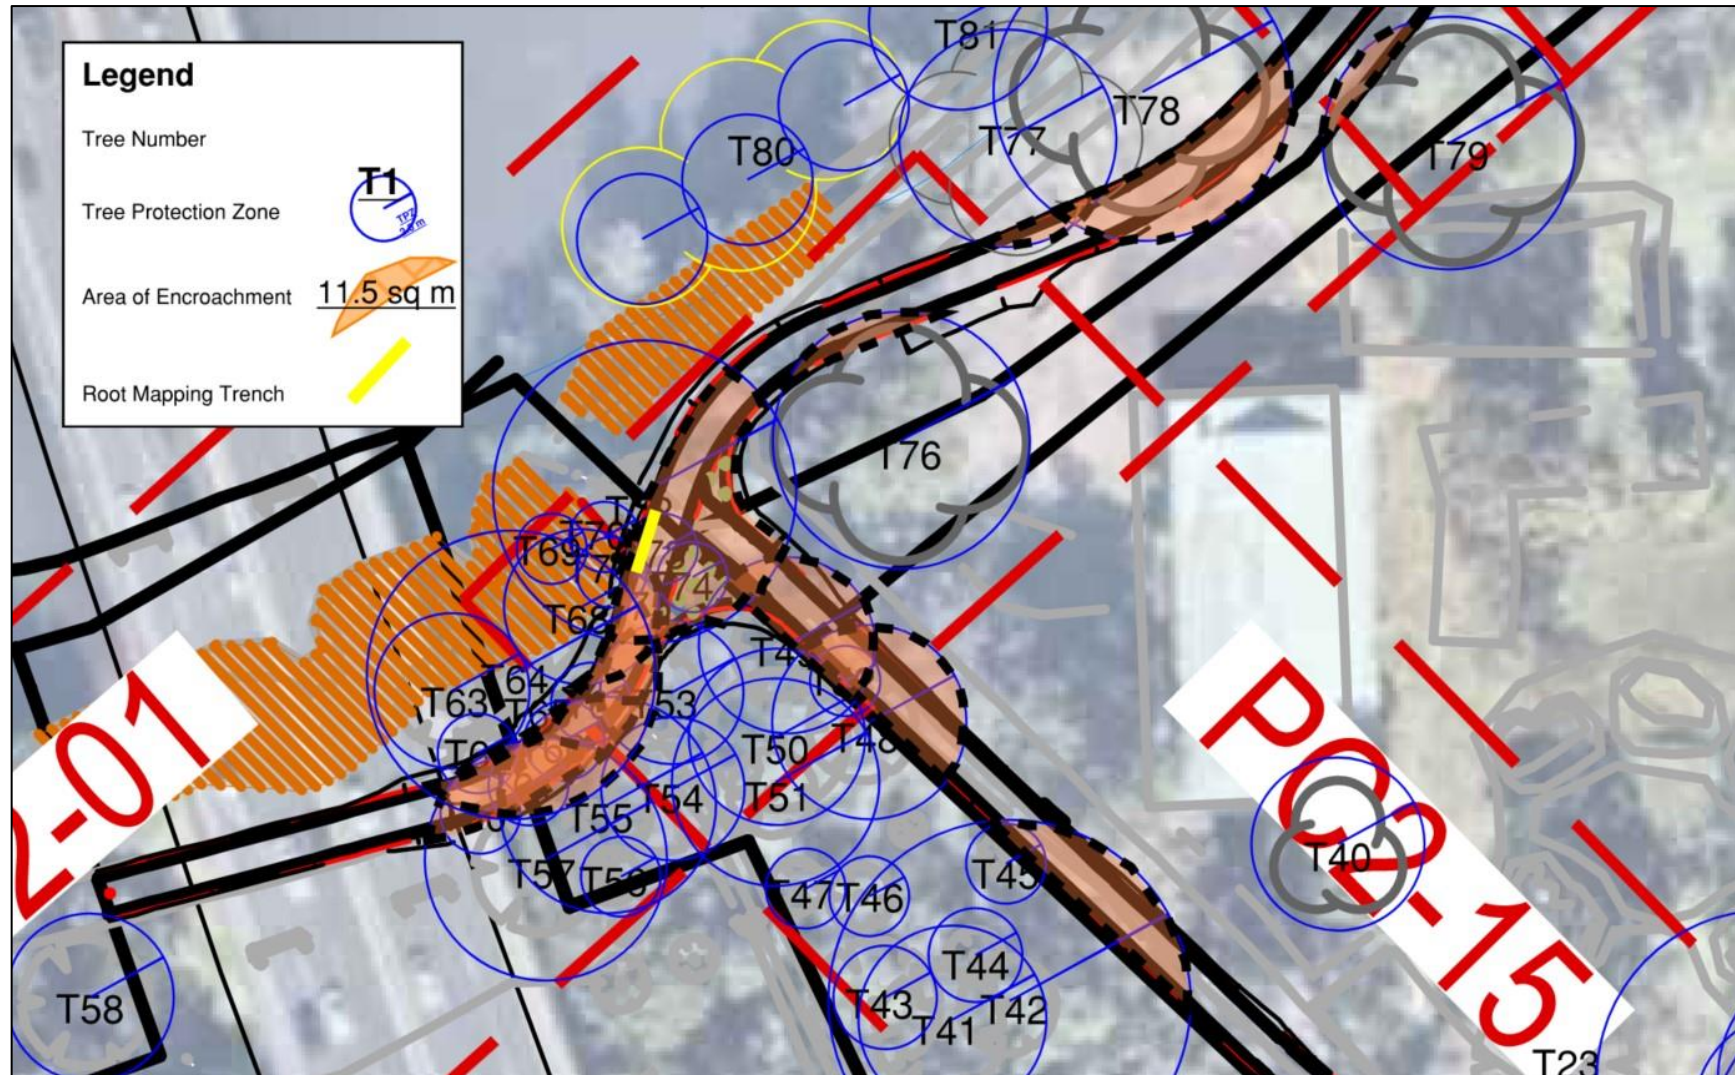 Legend
Tree Number
T1
Tree Protection Zone
TPZ
Area of Encroachment
11.5 sq m
Root Mapping Trench
T81
T78
T77
T80
T79
T76
T69
T68
T64
T63
T53
T50
T48
T51
T54
T55
T57
T56
T47
T46
T45
T44
T43
T42
T41
T40
T58
T23
2-01
PC2-15